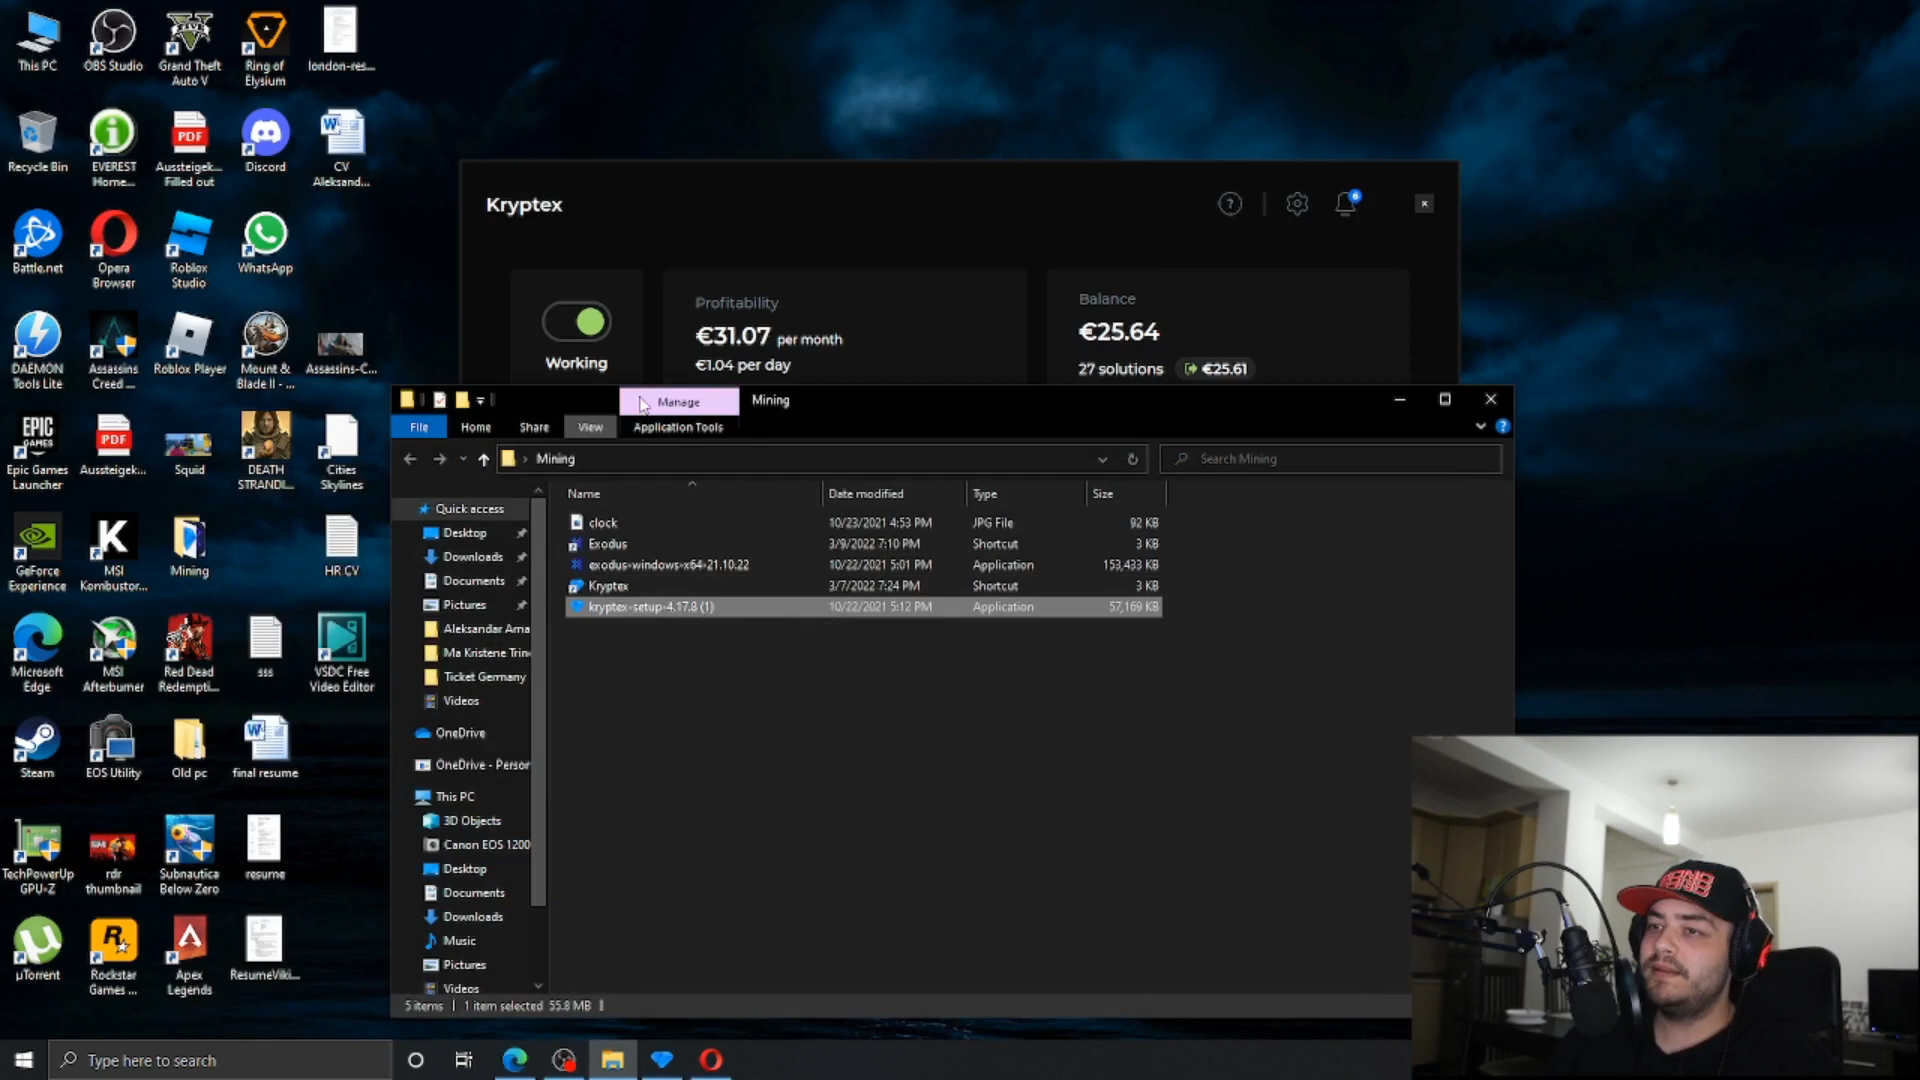 This PC
OBS Studio
Grand Theft
Auto V
Ring of
Elysium
london-res...
Recycle Bin
EVEREST
Home...
PDF
Aussteigek...
Filled out
Discord
CV
Aleksand...
Battle.net
Opera
Browser
Roblox
Studio
WhatsApp
DAEMON
Tools Lite
Assassins
Creed ...
Roblox Player
Mount &
Blade II - ...
Assassins-C...
EPIC
GAMES
Epic Games
Launcher
PDF
Aussteigek...
Squid
DEATH
STRANDI...
Cities
Skylines
GeForce
Experience
MSI
Kombustor...
Mining
HR CV
Microsoft
Edge
MSI
Afterburner
Red Dead
Redempti...
sss
VSDC Free
Video Editor
Steam
EOS Utility
Old pc
final resume
TechPowerUp
GPU-Z
rdr
thumbnail
Subnautica
Below Zero
resume
µTorrent
Rockstar
Games ...
Apex
Legends
ResumeViki...
Kryptex
Working
Profitability
€31.07 per month
€1.04 per day
Balance
€25.64
27 solutions €25.61
Manage
Mining
File
Home
Share
View
Application Tools
Mining
Search Mining
Name
Date modified
Type
Size
clock 10/23/2021 4:53 PM JPG File 92 KB
Exodus 3/9/2022 7:10 PM Shortcut 3 KB
exodus-windows-x64-21.10.22 10/22/2021 5:01 PM Application 153,433 KB
Kryptex 3/7/2022 7:24 PM Shortcut 3 KB
kryptex-setup-4.17.8 (1) 10/22/2021 5:12 PM Application 57,169 KB
Quick access
Desktop
Downloads
Documents
Pictures
Aleksandar Ama
Ma Kristene Trin
Ticket Germany
Videos
OneDrive
OneDrive - Person
This PC
3D Objects
Canon EOS 1200
Desktop
Documents
Downloads
Music
Pictures
Videos
5 items
1 item selected 55.8 MB
Type here to search